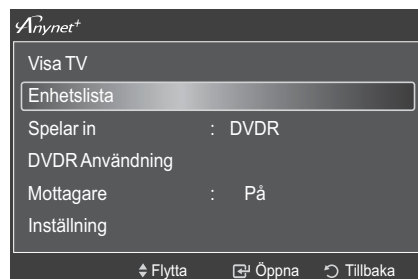 Anynet+
Visa TV
Enhetslista
Spelar in : DVDR
DVDR Användning
Mottagare : På
Inställning
Flytta Öppna Tillbaka